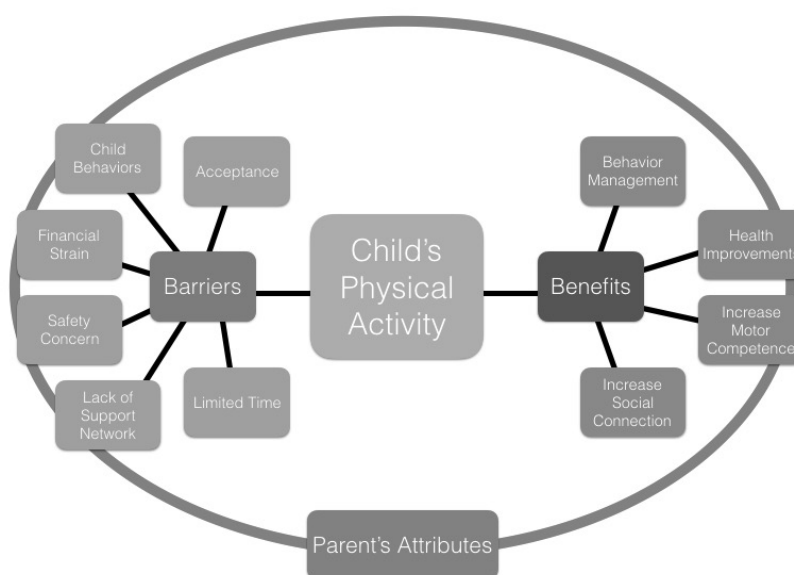 Child
Behaviors
Acceptance
Financial
Strain
Safety
Concern
Lack of
Support
Network
Limited Time
Barriers
Child's
Physical
Activity
Benefits
Behavior
Management
Health
Improvements
Increase
Motor
Competence
Increase
Social
Connection
Parent's Attributes